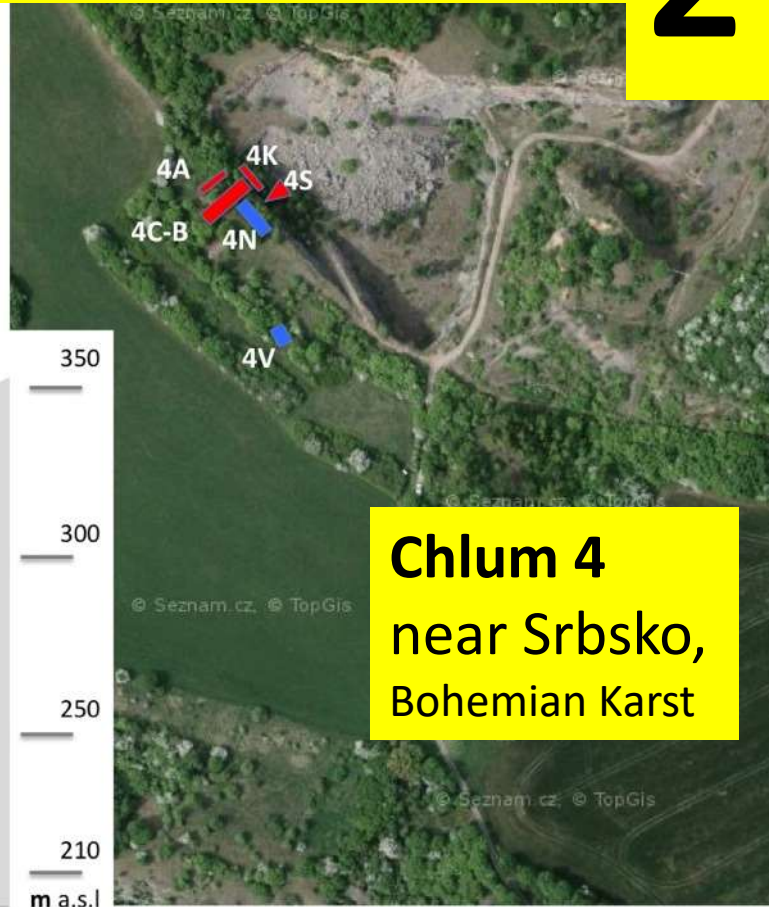 2
© Seznam.cz, © TopGis
4K
4A
4S
4C-B
4N
4V
350
© Seznam.cz, © TopGis
300
Chlum 4
near Srbsko,
Bohemian Karst
© Seznam.cz, © TopGis
250
© Seznam.cz, © TopGis
210
m a.s.l